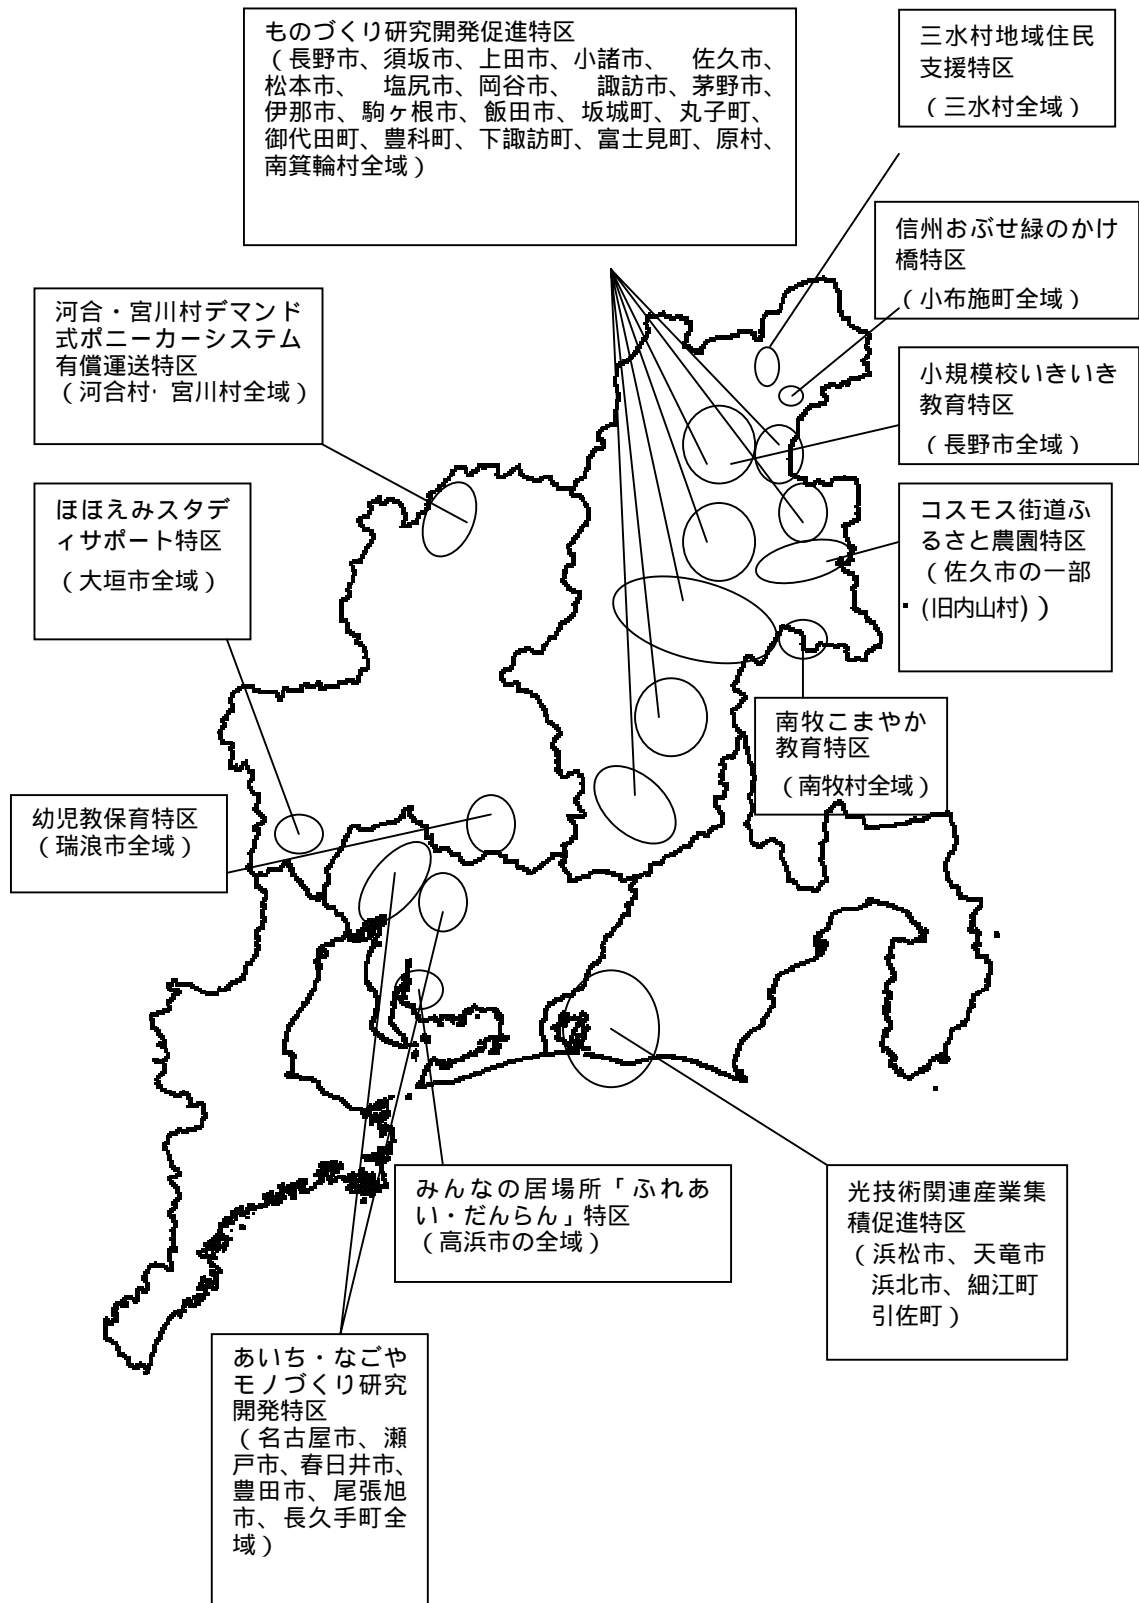 ものづくり研究開発促進特区
（長野市、須坂市、上田市、小諸市、　佐久市、
松本市、　塩尻市、岡谷市、　諏訪市、茅野市、
伊那市、駒ヶ根市、飯田市、坂城町、丸子町、
御代田町、豊科町、下諏訪町、富士見町、原村、
南箕輪村全域）
三水村地域住民
支援特区
（三水村全域）
信州おぶせ緑のかけ
橋特区
（小布施町全域）
河合・宮川村デマンド
式ポニーカーシステム
有償運送特区
（河合村・宮川村全域）
小規模校いきいき
教育特区
（長野市全域）
ほほえみスタデ
ィサポート特区
（大垣市全域）
コスモス街道ふ
るさと農園特区
（佐久市の一部
(旧内山村)）
南牧こまやか
教育特区
（南牧村全域）
幼児教保育特区
（瑞浪市全域）
みんなの居場所「ふれあ
い・だんらん」特区
（高浜市の全域）
光技術関連産業集
積促進特区
（浜松市、天竜市
浜北市、細江町
引佐町）
あいち・なごや
モノづくり研究
開発特区
（名古屋市、瀬
戸市、春日井市、
豊田市、尾張旭
市、長久手町全
域）